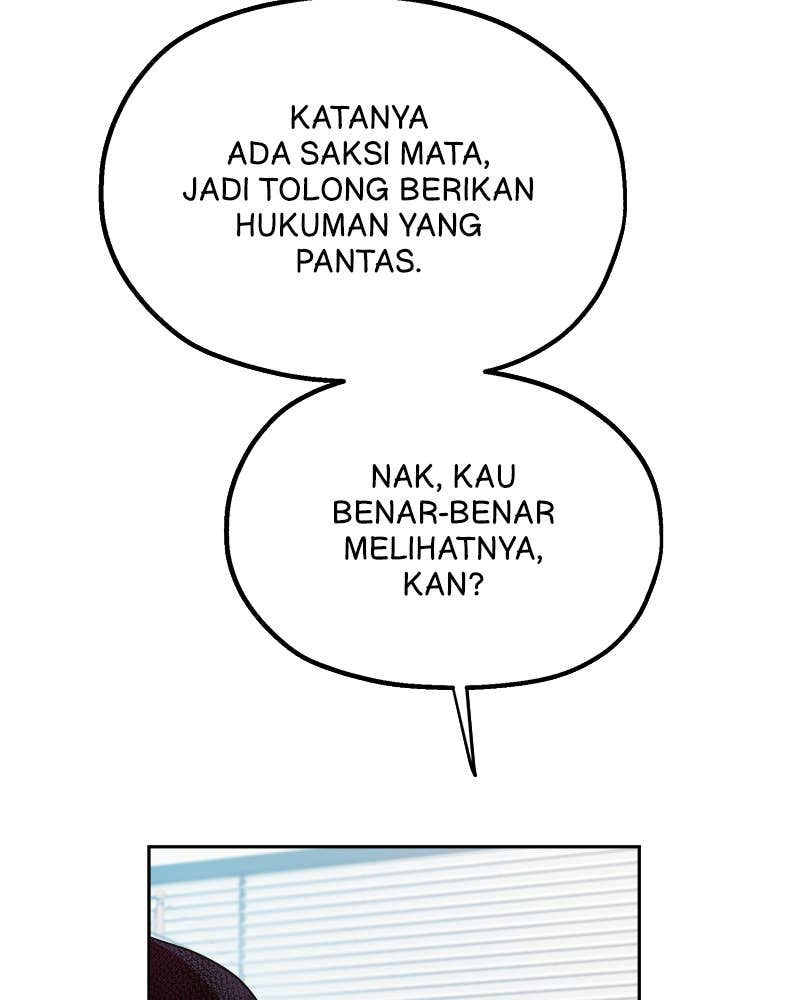 KATANYA
ADA SAKSI MATA,
JADI TOLONG BERIKAN
HUKUMAN YANG
PANTAS.
NAK, KAU
BENAR-BENAR
MELIHATNYA,
KAN?